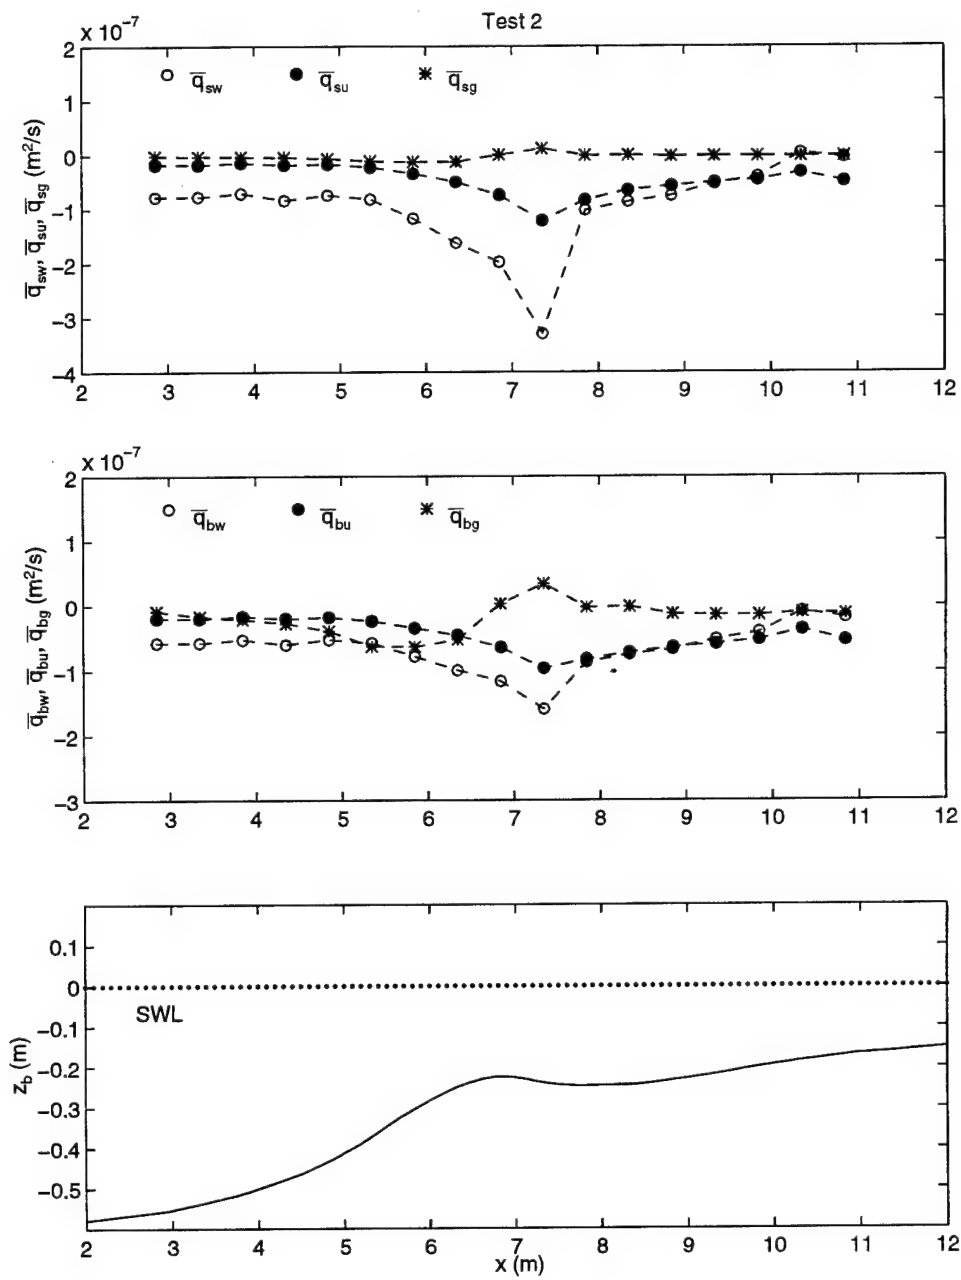 Test 2
x 10⁻⁷
2
1
0
−1
−2
−3
−4
q̅sw
q̅su
q̅sg
q̅sw, q̅su, q̅sg (m²/s)
2 3 4 5 6 7 8 9 10 11 12
x 10⁻⁷
2
1
0
−1
−2
−3
q̅bw
q̅bu
q̅bg
q̅bw, q̅bu, q̅bg (m²/s)
2 3 4 5 6 7 8 9 10 11 12
0.1
0
−0.1
−0.2
−0.3
−0.4
−0.5
SWL
zb (m)
2 3 4 5 6 7 8 9 10 11 12
x (m)